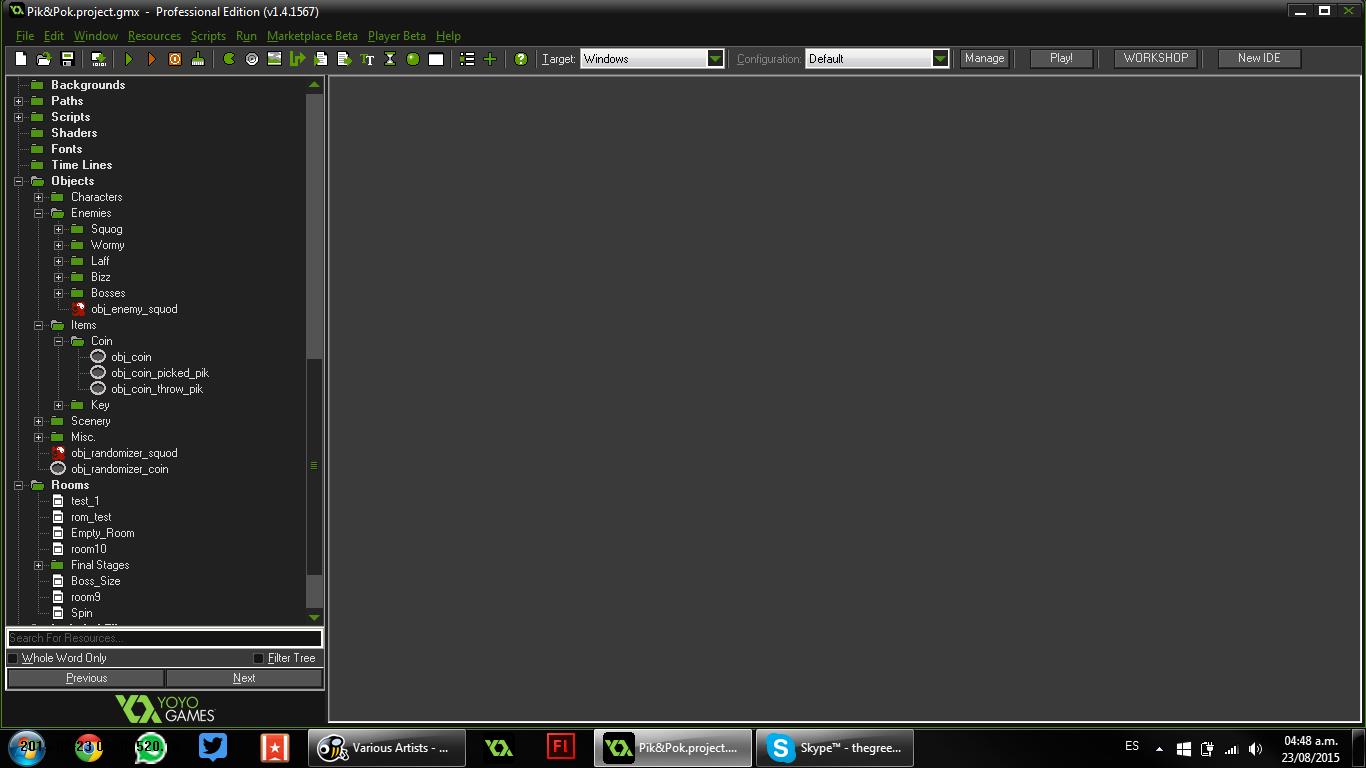 Pik&Pok.project.gmx - Professional Edition (v1.4.1567)
File Edit Window Resources Scripts Run Marketplace Beta Player Beta Help
Target: Windows Configuration: Default Manage Play! WORKSHOP New IDE
Backgrounds
Paths
Scripts
Shaders
Fonts
Time Lines
Objects
Characters
Enemies
Squog
Wormy
Laff
Bizz
Bosses
obj_enemy_squod
Items
Coin
obj_coin
obj_coin_picked_pik
obj_coin_throw_pik
Key
Scenery
Misc.
obj_randomizer_squod
obj_randomizer_coin
Rooms
test_1
rom_test
Empty_Room
room10
Final Stages
Boss_Size
room9
Spin
Search For Resources...
Whole Word Only Filter Tree
Previous Next
YOYO
GAMES
Various Artists - ... Fl Pik&Pok.project.... Skype™ - thegree... ES 04:48 a.m.
23/08/2015